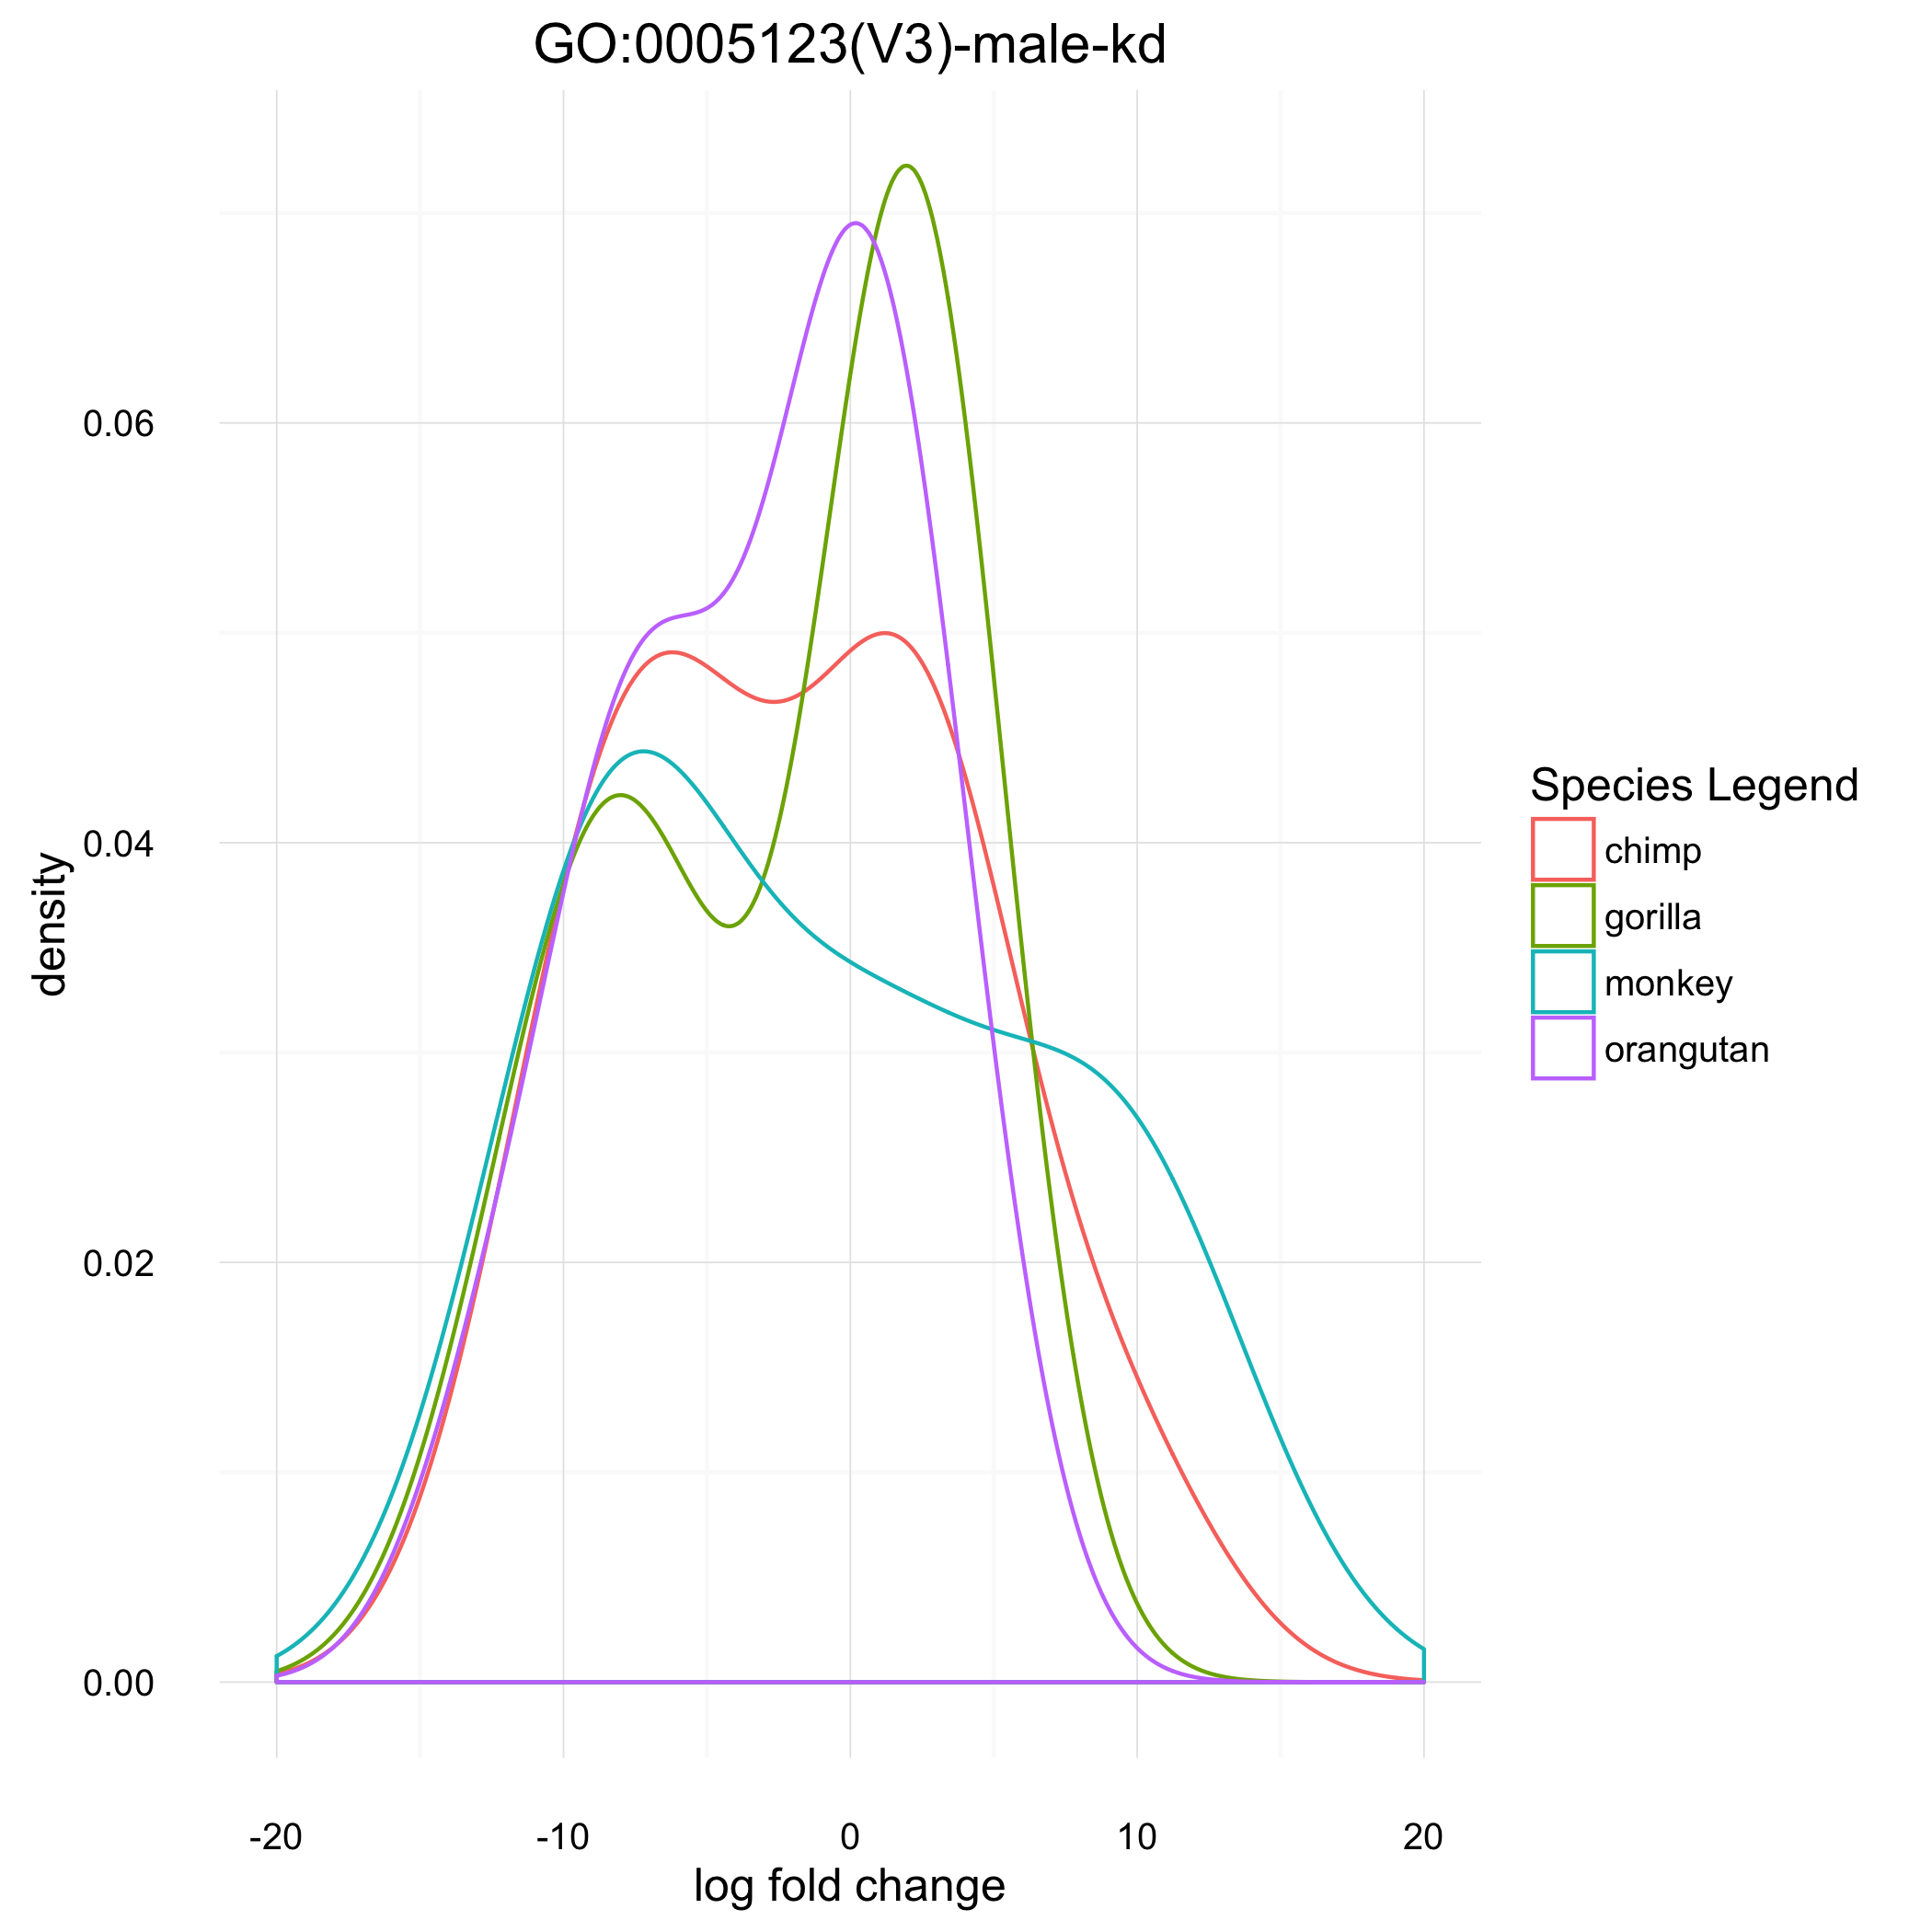 GO:0005123(V3)-male-kd
0.06
0.04
0.02
0.00
density
-20 -10 0 10 20
log fold change
Species Legend
chimp
gorilla
monkey
orangutan